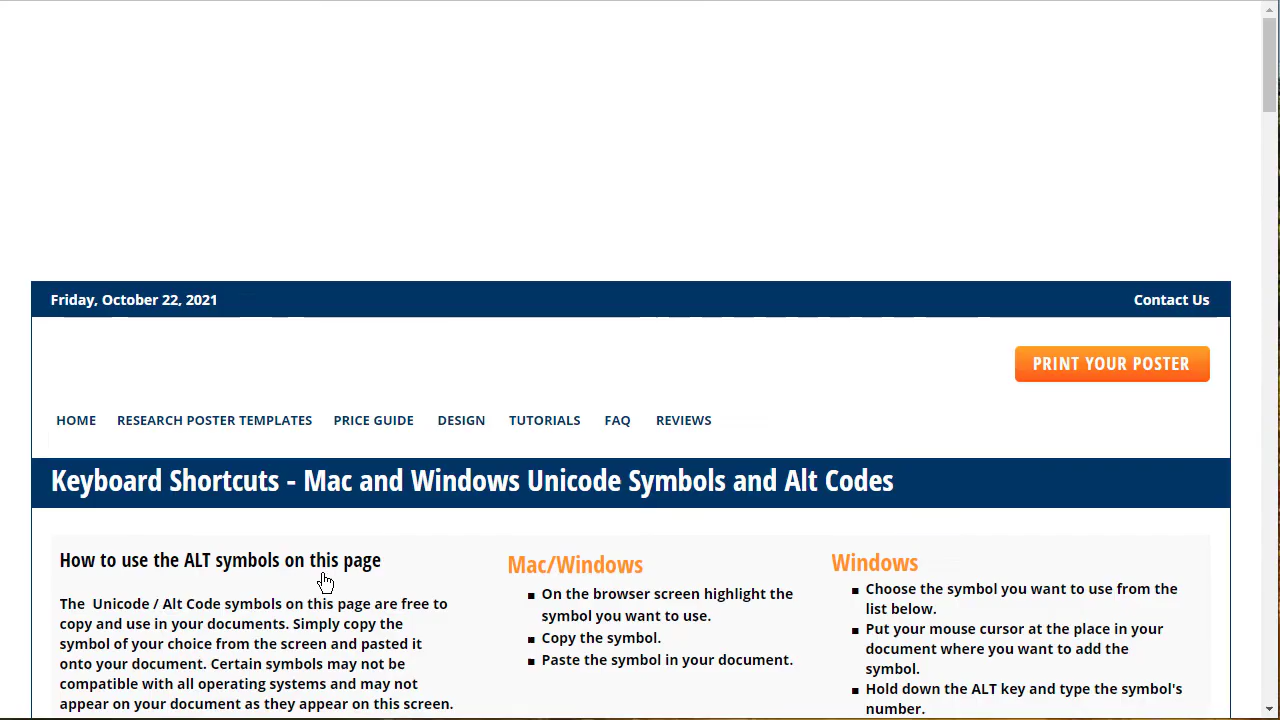 Friday, October 22, 2021
Contact Us
PRINT YOUR POSTER
HOME RESEARCH POSTER TEMPLATES PRICE GUIDE DESIGN TUTORIALS FAQ REVIEWS
Keyboard Shortcuts - Mac and Windows Unicode Symbols and Alt Codes
How to use the ALT symbols on this page
The Unicode / Alt Code symbols on this page are free to
copy and use in your documents. Simply copy the
symbol of your choice from the screen and pasted it
onto your document. Certain symbols may not be
compatible with all operating systems and may not
appear on your document as they appear on this screen.
Mac/Windows
▪ On the browser screen highlight the
symbol you want to use.
▪ Copy the symbol.
▪ Paste the symbol in your document.
Windows
▪ Choose the symbol you want to use from the
list below.
▪ Put your mouse cursor at the place in your
document where you want to add the
symbol.
▪ Hold down the ALT key and type the symbol's
number.